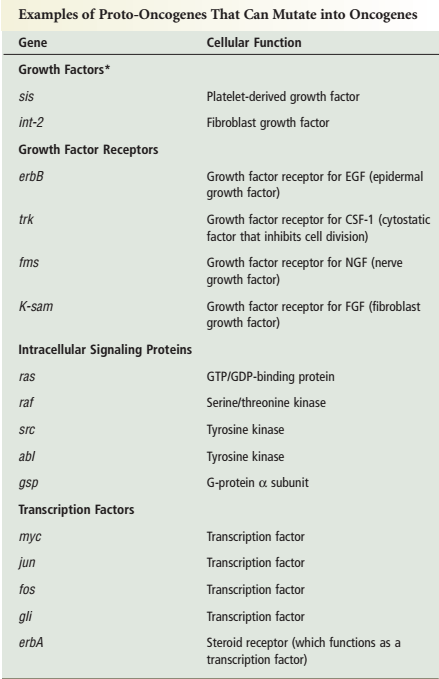 Examples of Proto-Oncogenes That Can Mutate into Oncogenes
Gene Cellular Function
Growth Factors*
sis Platelet-derived growth factor
int-2 Fibroblast growth factor
Growth Factor Receptors
erbB Growth factor receptor for EGF (epidermal
growth factor)
trk Growth factor receptor for CSF-1 (cytostatic
factor that inhibits cell division)
fms Growth factor receptor for NGF (nerve
growth factor)
K-sam Growth factor receptor for FGF (fibroblast
growth factor)
Intracellular Signaling Proteins
ras GTP/GDP-binding protein
raf Serine/threonine kinase
src Tyrosine kinase
abl Tyrosine kinase
gsp G-protein α subunit
Transcription Factors
myc Transcription factor
jun Transcription factor
fos Transcription factor
gli Transcription factor
erbA Steroid receptor (which functions as a
transcription factor)